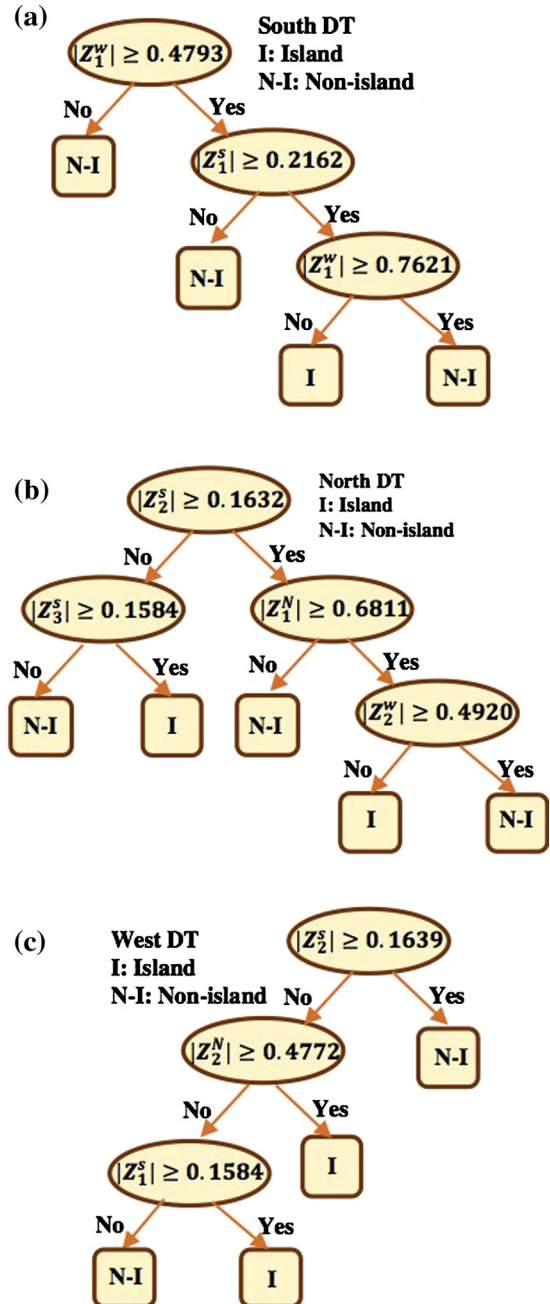 (a)
South DT
I: Island
N-I: Non-island
|Z₁ʷ| ≥ 0.4793
No
Yes
N-I
|Z₁ˢ| ≥ 0.2162
No
Yes
N-I
|Z₁ʷ| ≥ 0.7621
No
Yes
I
N-I
(b)
North DT
I: Island
N-I: Non-island
|Z₂ˢ| ≥ 0.1632
No
Yes
|Z₃ˢ| ≥ 0.1584
|Z₁ᴺ| ≥ 0.6811
No
Yes
No
Yes
N-I
I
N-I
|Z₂ʷ| ≥ 0.4920
No
Yes
I
N-I
(c)
West DT
I: Island
N-I: Non-island
|Z₂ˢ| ≥ 0.1639
No
Yes
|Z₂ᴺ| ≥ 0.4772
N-I
No
Yes
|Z₁ˢ| ≥ 0.1584
I
No
Yes
N-I
I